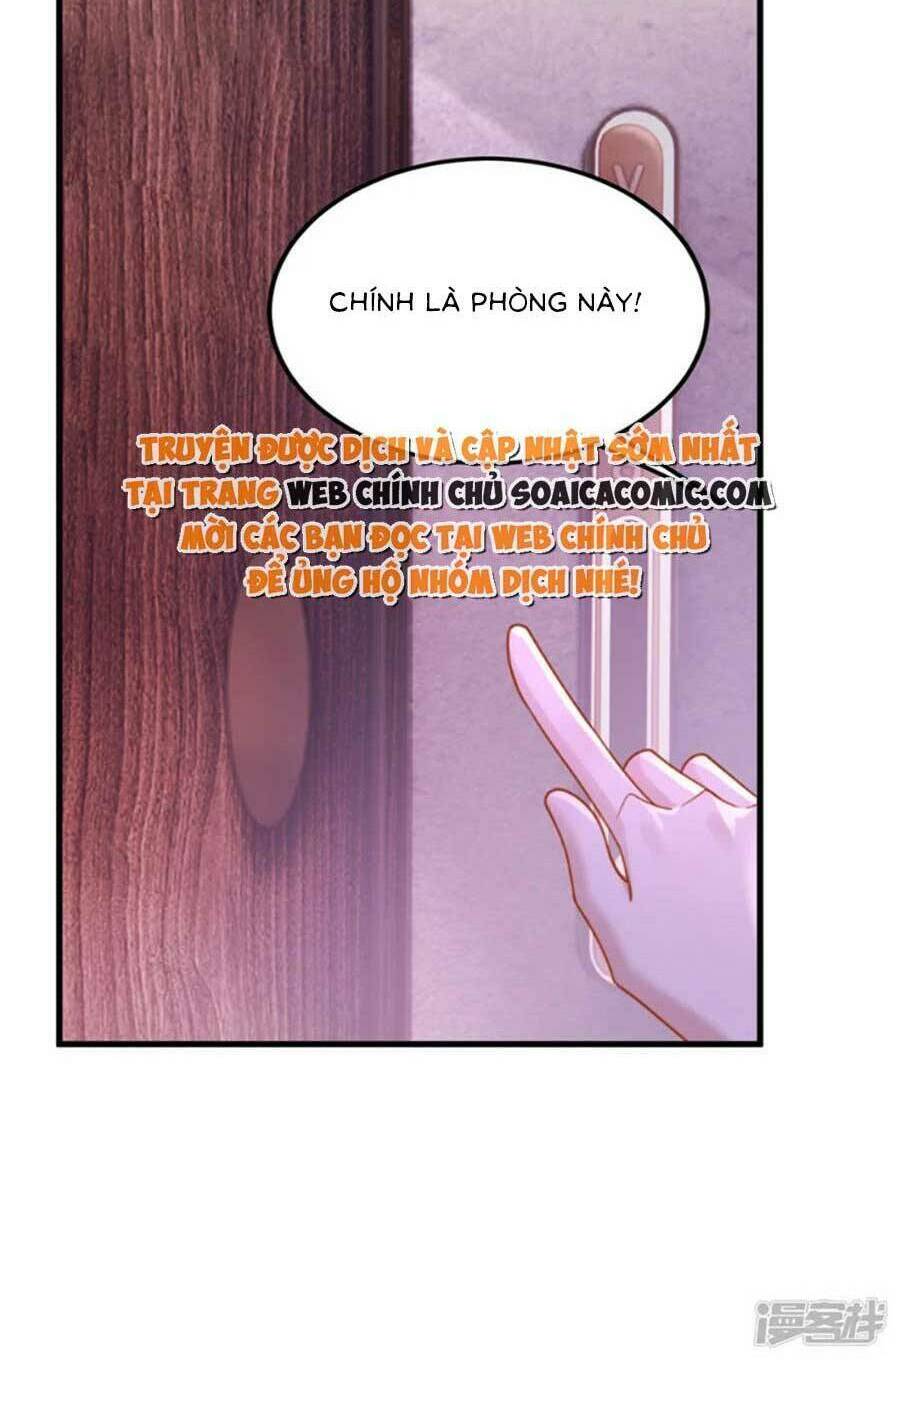 CHÍNH LÀ PHÒNG NÀY!
TRUYỆN ĐƯỢC DỊCH VÀ CẬP NHẬT SỚM NHẤT
TẠI TRANG WEB CHÍNH CHỦ SOAICACOMIC.COM
MỜI CÁC BẠN ĐỌC TẠI WEB CHÍNH CHỦ
ĐỂ ỦNG HỘ NHÓM DỊCH NHÉ!
漫客栈